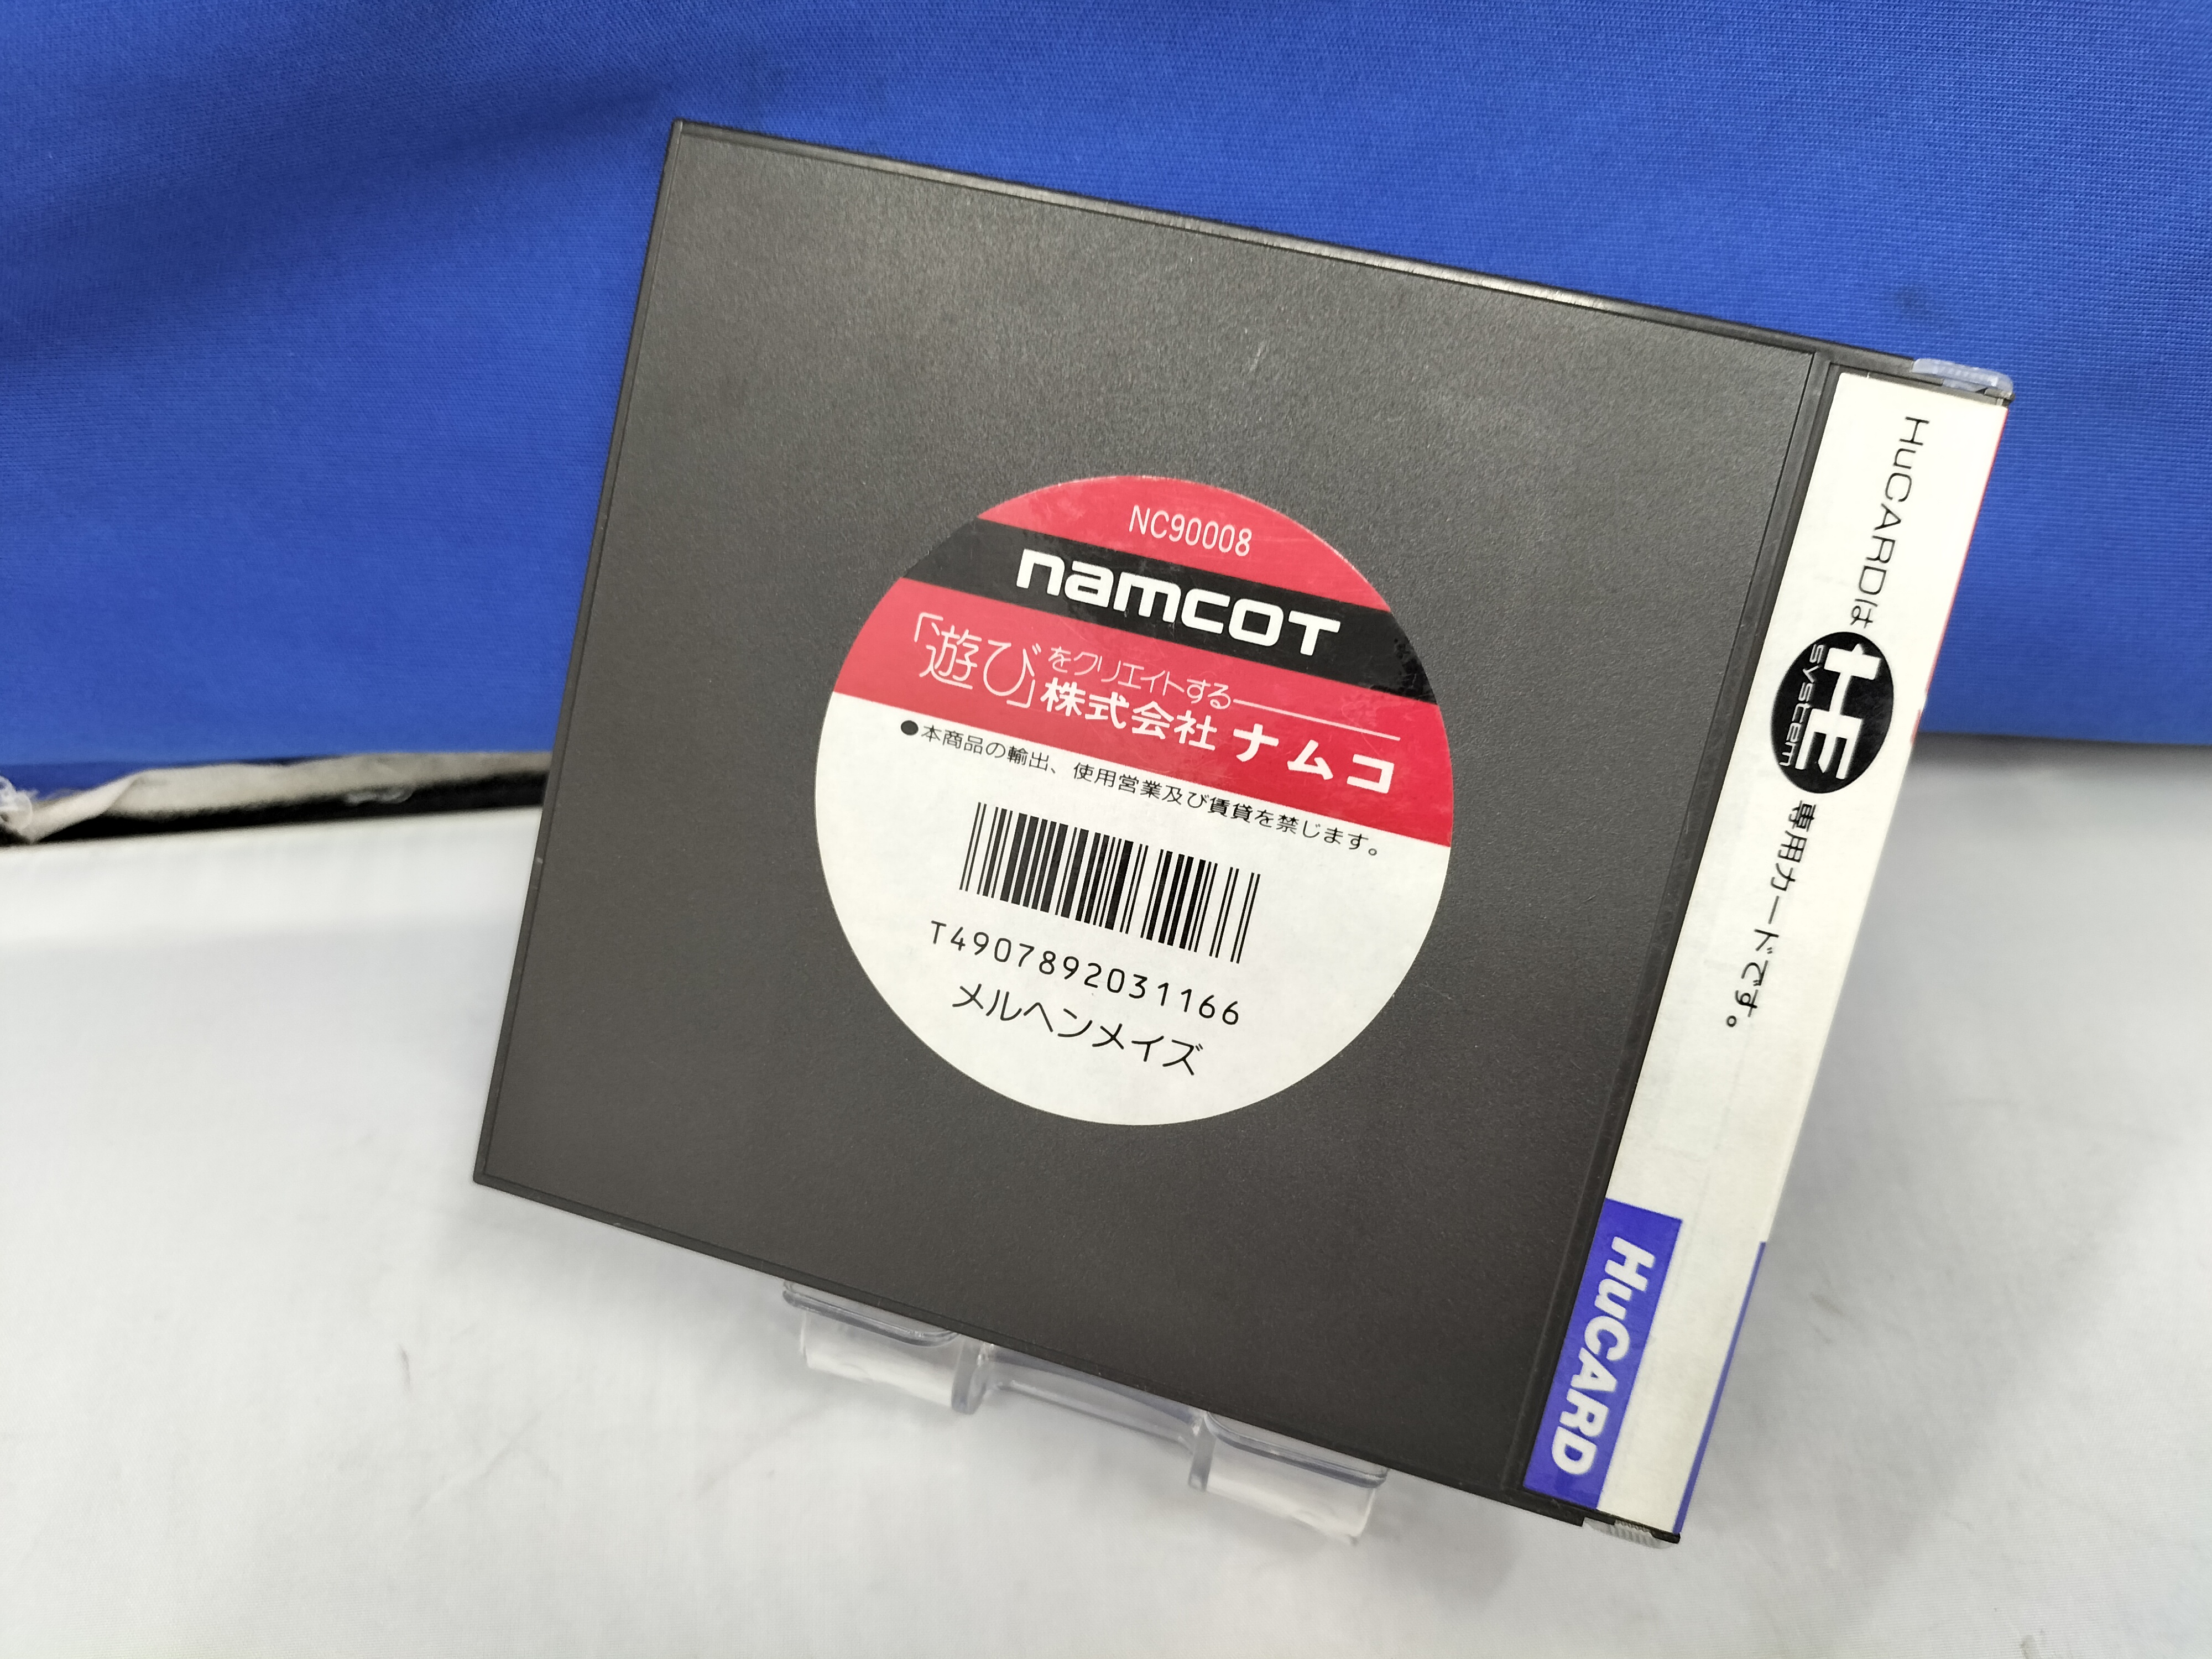 NC90008
namcoT
「遊び」をクリエイトする
株式会社ナムコ
●本商品の輸出、使用営業及び賃貸を禁じます。
T4907892031166
メルヘンメイズ
HuCARDは HE system 専用カードです。
HuCARD